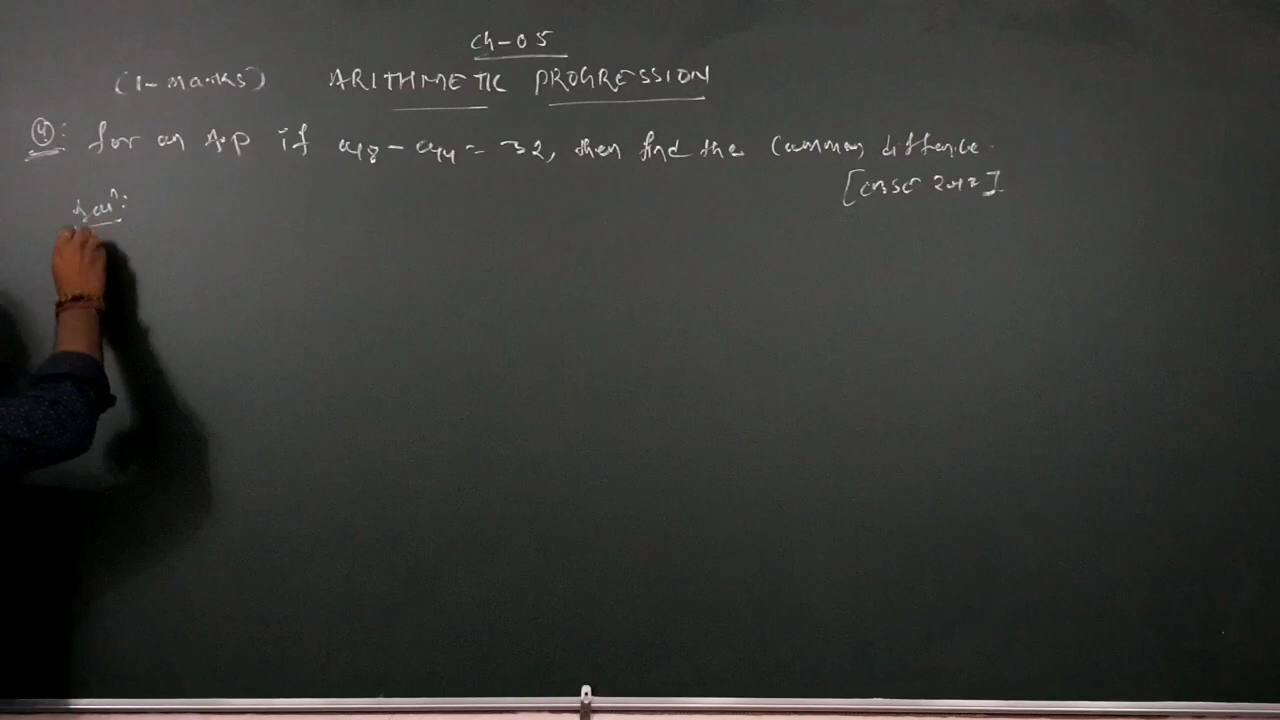 Ch-05
(1-Marks) ARITHMETIC PROGRESSION
Q: for an A.P if a18 - a14 = 32, then find the Common difference.
[CBSE 2012]
Solⁿ: